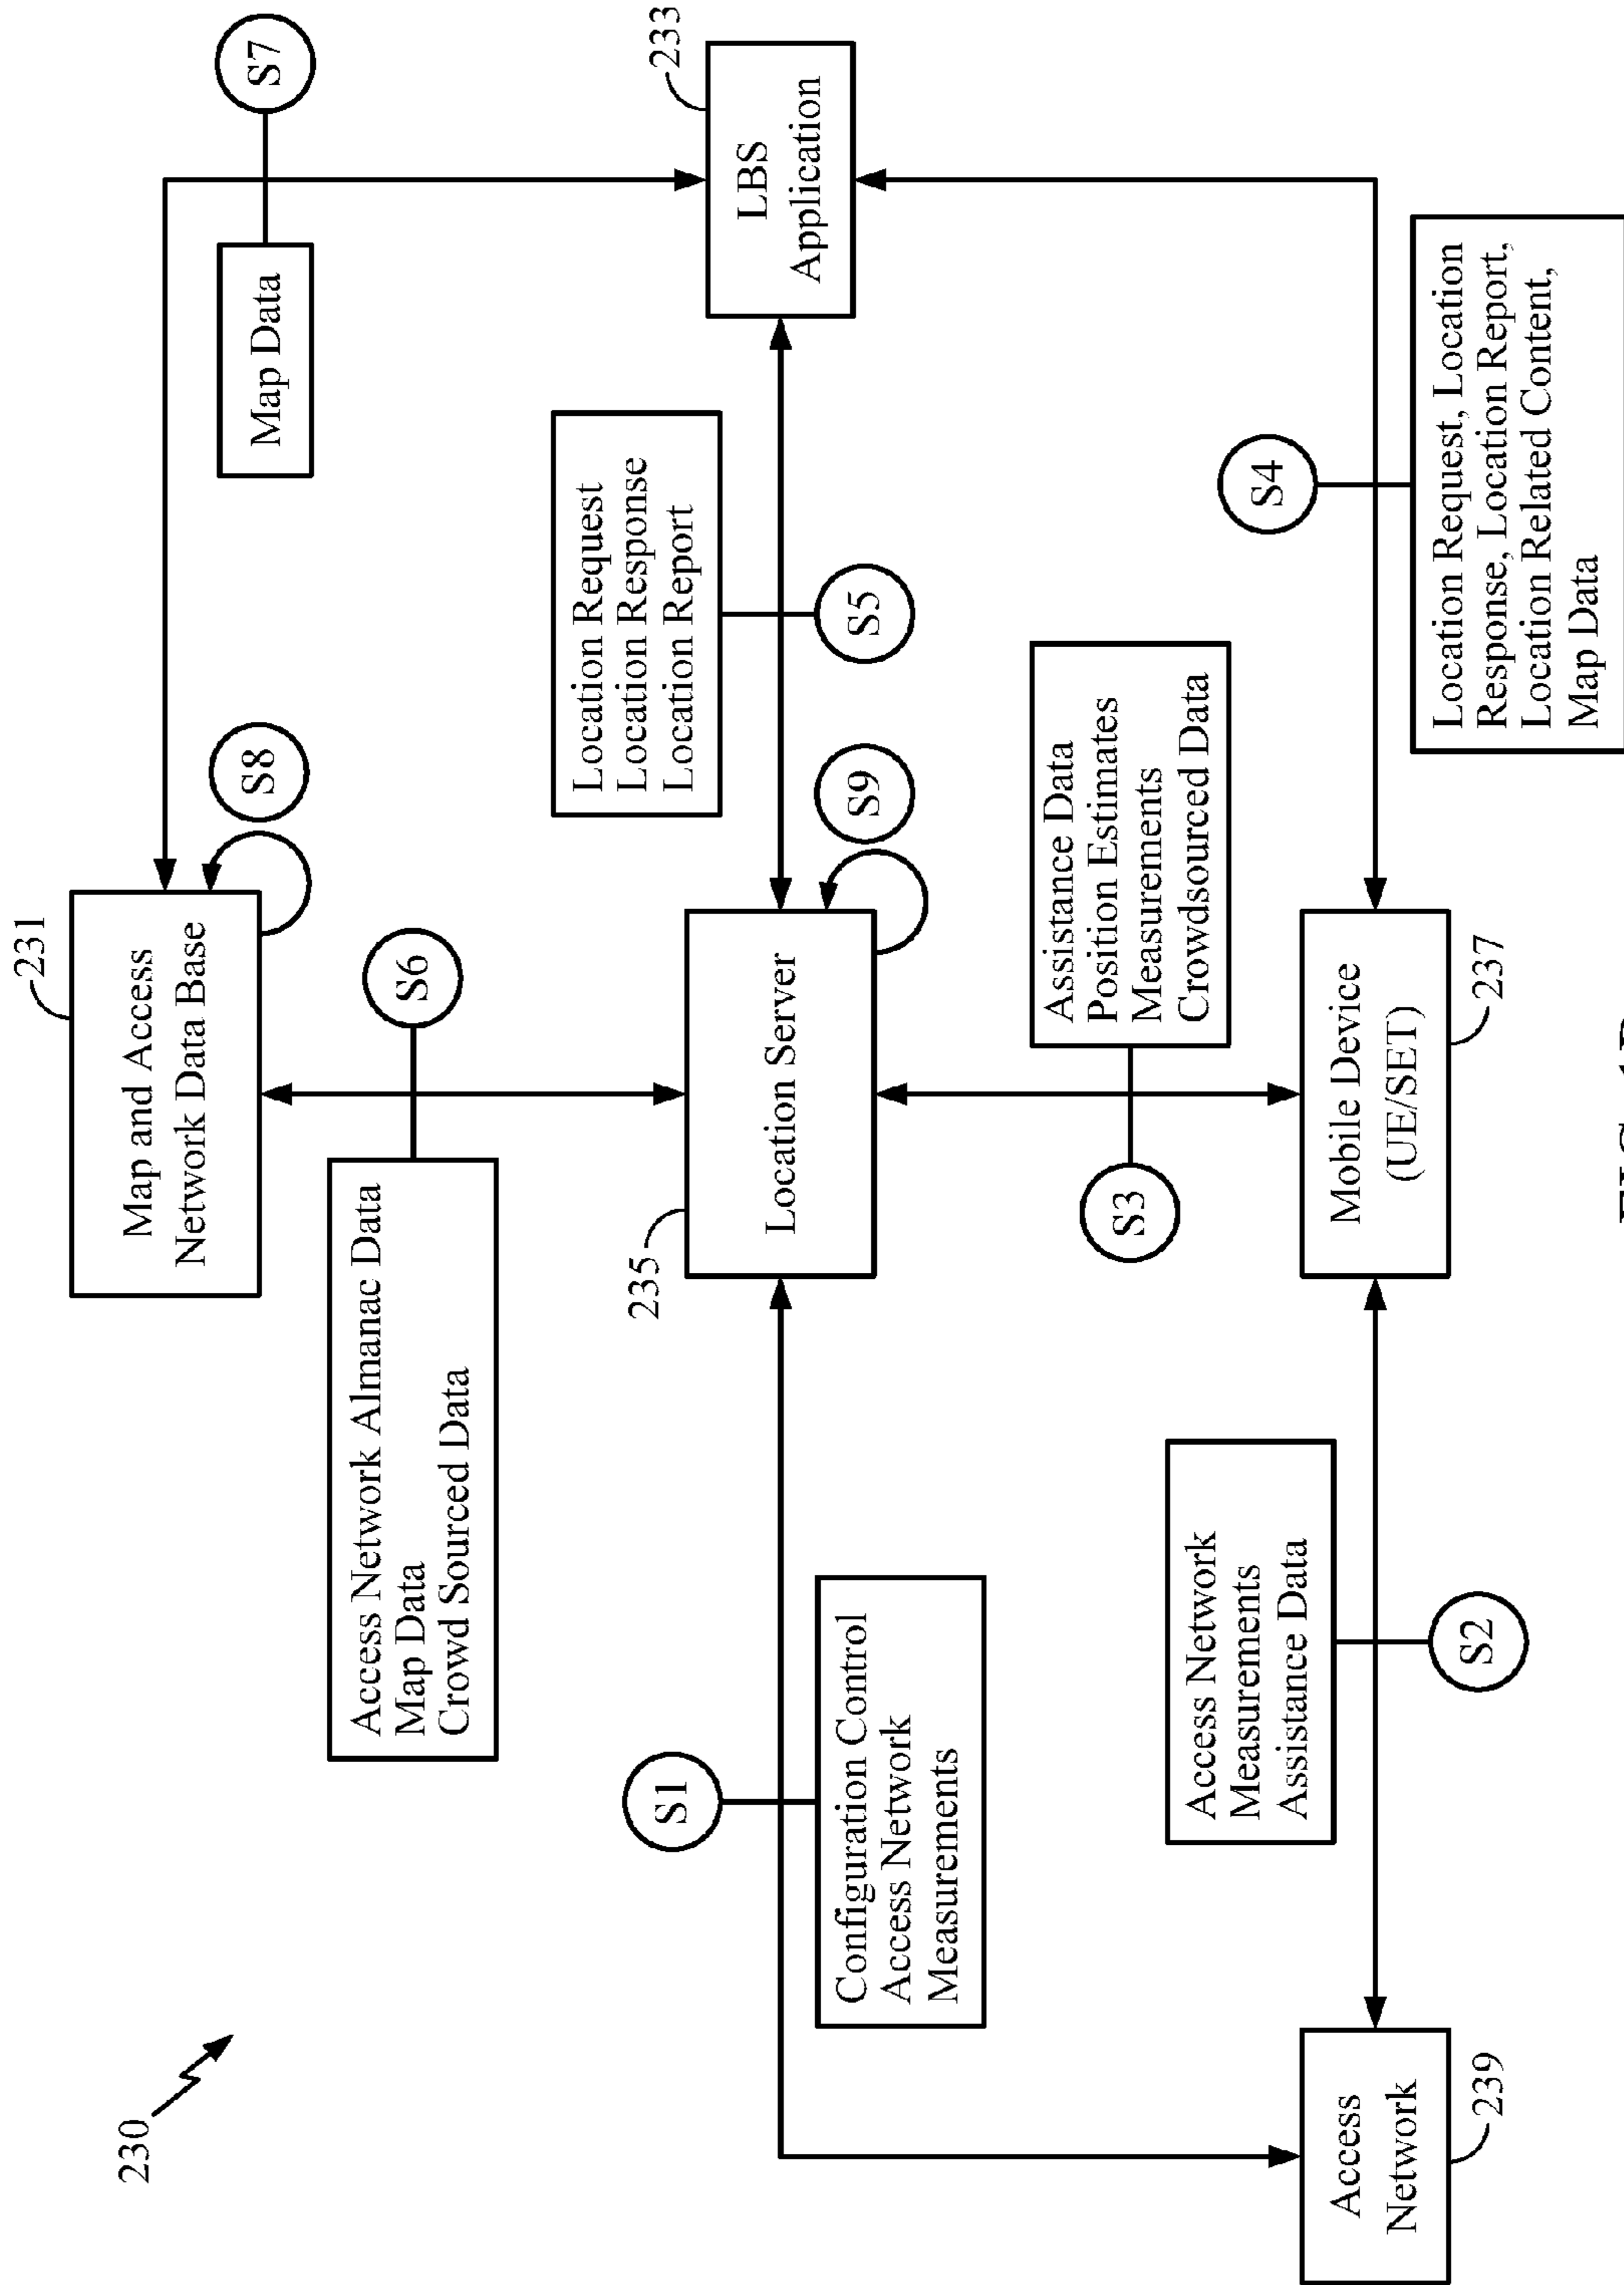 230
231
Map and Access
Network Data Base
S8
S7
Map Data
S6
Access Network Almanac Data
Map Data
Crowd Sourced Data
233
LBS
Application
Location Request
Location Response
Location Report
S5
235
Location Server
S9
S1
Configuration Control
Access Network
Measurements
Assistance Data
Position Estimates
Measurements
Crowdsourced Data
S3
S4
Location Request, Location
Response, Location Report,
Location Related Content,
Map Data
Mobile Device
(UE/SET)
237
Access Network
Measurements
Assistance Data
S2
Access
Network
239